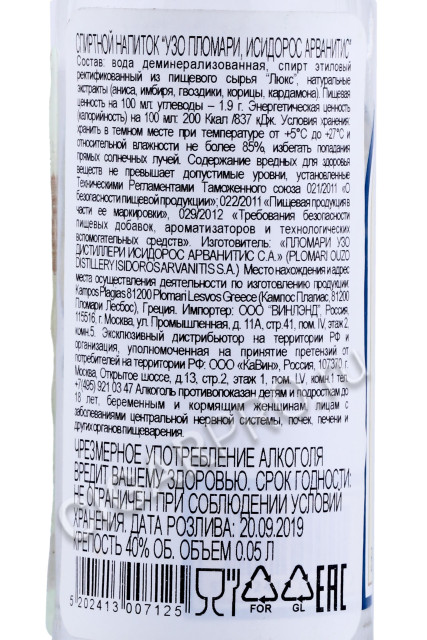 СПИРТНОЙ НАПИТОК "УЗО ПЛОМАРИ, ИСИДОРОС АРВАНИТИС"
Состав: вода деминерализованная, спирт этиловый
ректификованный из пищевого сырья "Люкс", натуральные
экстракты (аниса, имбиря, гвоздики, корицы, кардамона). Пищевая
ценность на 100 мл: углеводы – 1.9 г. Энергетическая ценность
(калорийность) на 100 мл: 200 Ккал /837 кДж. Условия хранения:
хранить в темном месте при температуре от +5°C до +27°C и
относительной влажности не более 85%, избегать попадания
прямых солнечных лучей. Содержание вредных для здоровья
веществ не превышает допустимые уровни, установленные
Техническими Регламентами Таможенного союза 021/2011 «О
безопасности пищевой продукции»; 022/2011 «Пищевая продукция в
части ее маркировки», 029/2012 «Требования безопасности
пищевых добавок, ароматизаторов и технологических
вспомогательных средств». Изготовитель: «ПЛОМАРИ УЗО
ДИСТИЛЛЕРИ ИСИДОРОС АРВАНИТИС С.А.» (PLOMARI OUZO
DISTILLERY ISIDOROS ARVANITIS S.A.) Место нахождения и адрес
места осуществления деятельности по изготовлению продукции:
Kampos Plagias 81200 Plomari Lesvos Greece (Кампос Плагиас, 81200
Пломари Лесбос), Греция. Импортер: ООО "ВИНЛЭНД", Россия,
115516, г. Москва, ул. Промышленная, д. 11А, стр. 41, пом. IV, этаж 2,
комн.5. Эксклюзивный дистрибьютор на территории РФ и
организация, уполномоченная на принятие претензий от
потребителей на территории РФ: ООО «КаВин», Россия, 107370, г.
Москва, Открытое шоссе, д.13, стр.2, этаж 1, пом. LV, ком.1 тел.
+7(495) 921 03 47 Алкоголь противопоказан детям и подросткам до
18 лет, беременным и кормящим женщинам, лицам с
заболеваниями центральной нервной системы, почек, печени и
других органов пищеварения.
ЧРЕЗМЕРНОЕ УПОТРЕБЛЕНИЕ АЛКОГОЛЯ
ВРЕДИТ ВАШЕМУ ЗДОРОВЬЮ. СРОК ГОДНОСТИ:
НЕ ОГРАНИЧЕН ПРИ СОБЛЮДЕНИИ УСЛОВИЙ
ХРАНЕНИЯ. ДАТА РОЗЛИВА: 20.09.2019
КРЕПОСТЬ 40% ОБ. ОБЪЕМ 0.05 Л
5 202413 007125
FOR GL EAC